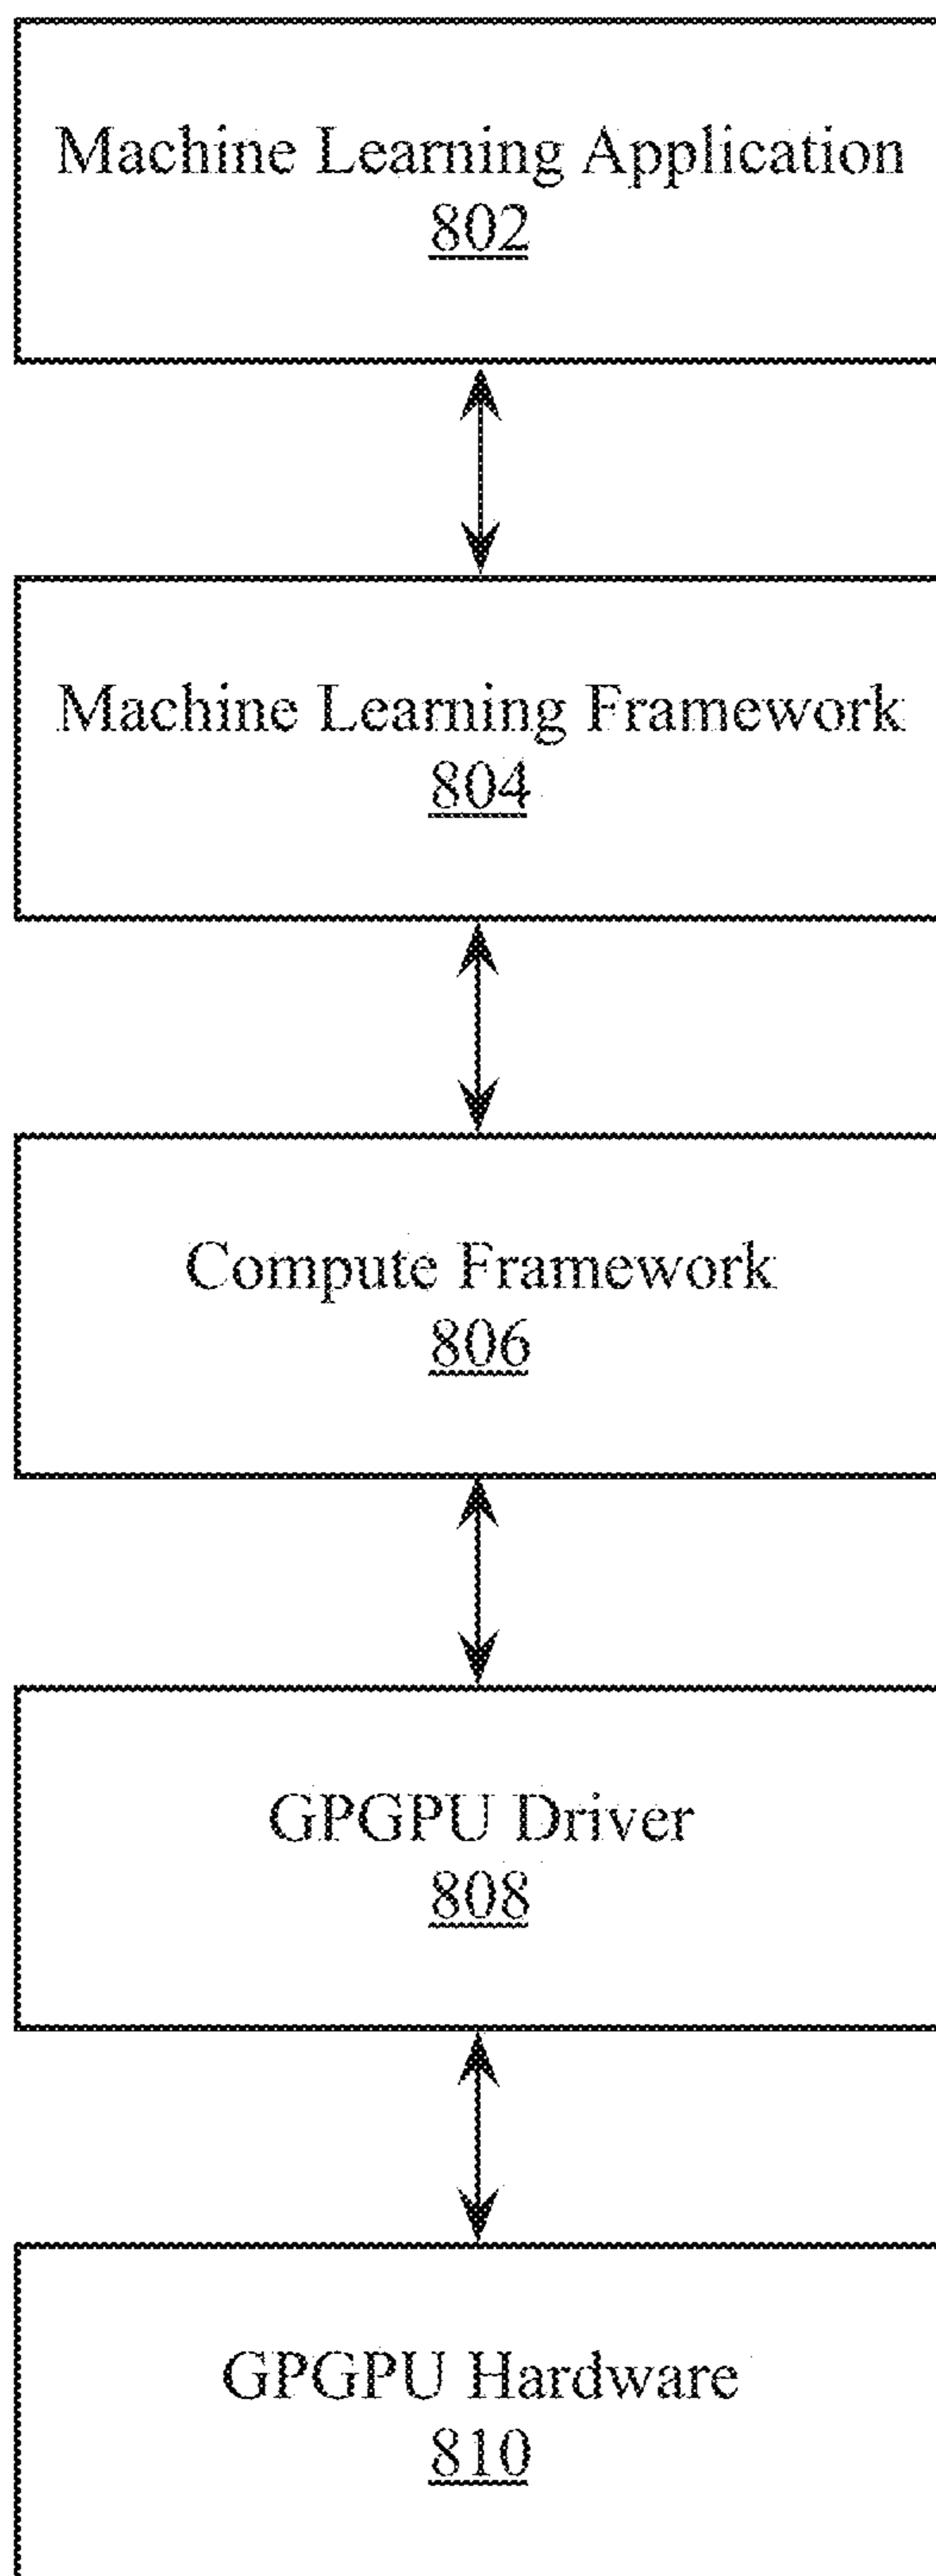 Machine Learning Application
802
Machine Learning Framework
804
Compute Framework
806
GPGPU Driver
808
GPGPU Hardware
810